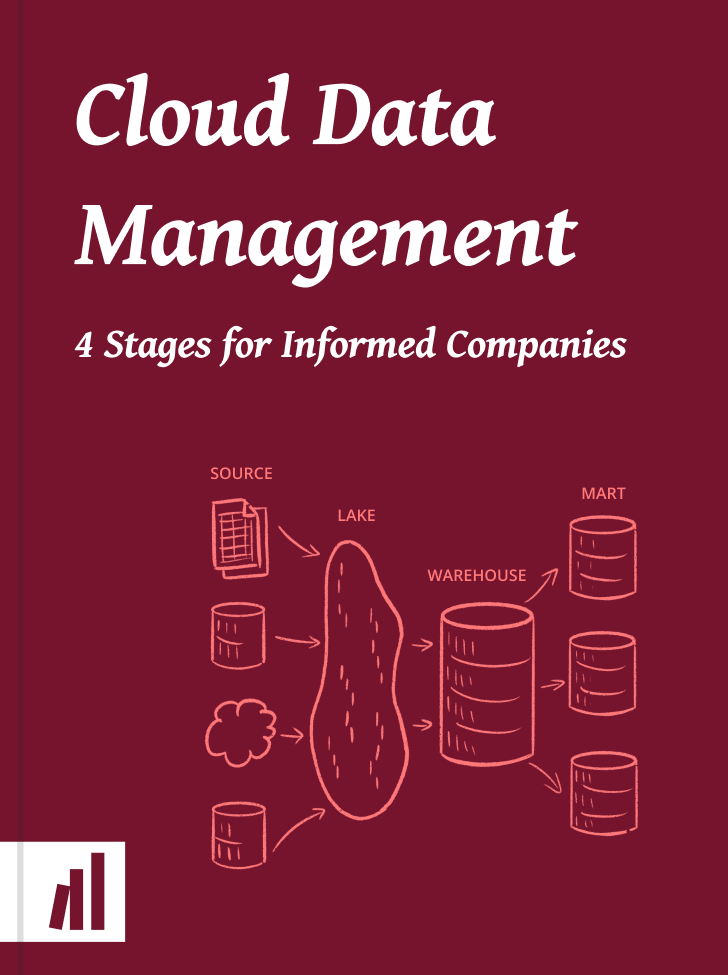 Cloud Data
Management
4 Stages for Informed Companies
SOURCE
LAKE
WAREHOUSE
MART